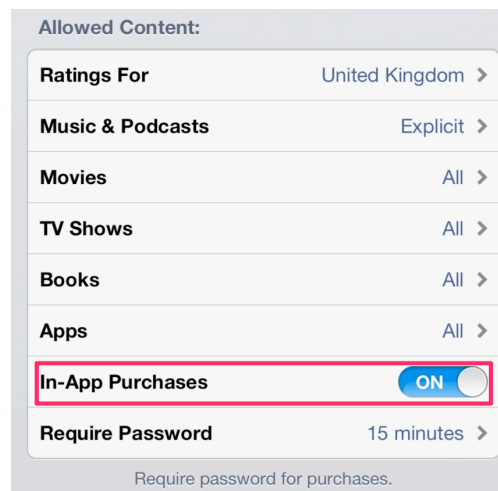 Allowed Content:
Ratings For United Kingdom
Music & Podcasts Explicit
Movies All
TV Shows All
Books All
Apps All
In-App Purchases ON
Require Password 15 minutes
Require password for purchases.